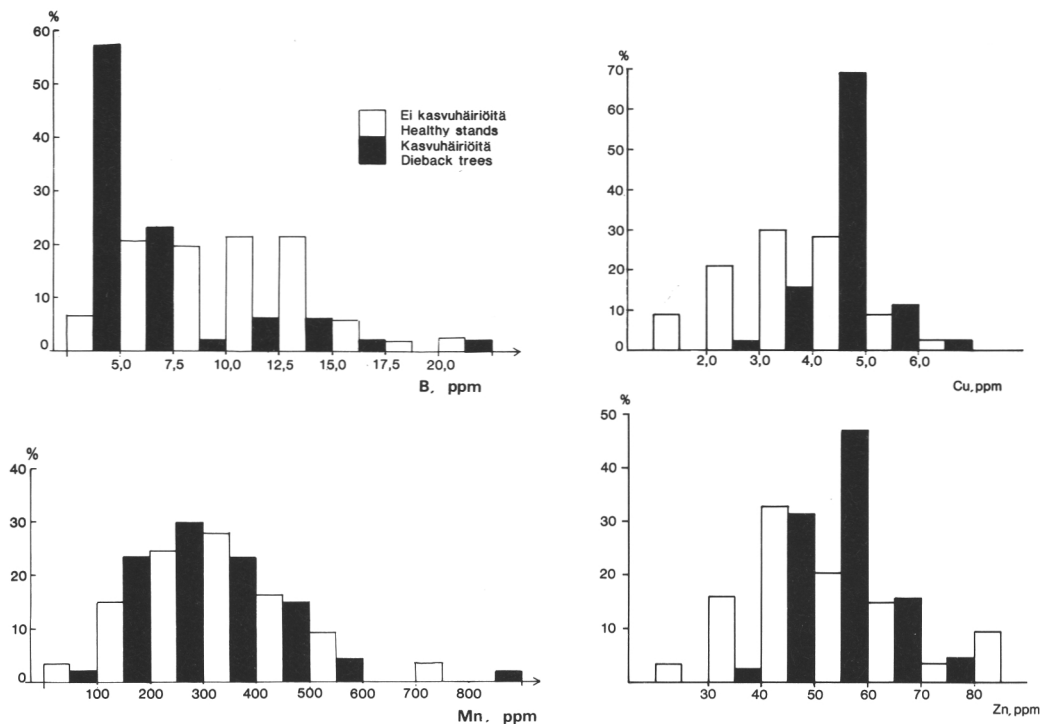 %
60
50
40
30
20
10
0
5,0 7,5 10,0 12,5 15,0 17,5 20,0
B, ppm
Ei kasvuhäiriöitä
Healthy stands
Kasvuhäiriöitä
Dieback trees
%
70
60
50
40
30
20
10
0
2,0 3,0 4,0 5,0 6,0
Cu, ppm
%
40
30
20
10
0
100 200 300 400 500 600 700 800
Mn, ppm
%
50
40
30
20
10
30 40 50 60 70 80
Zn, ppm